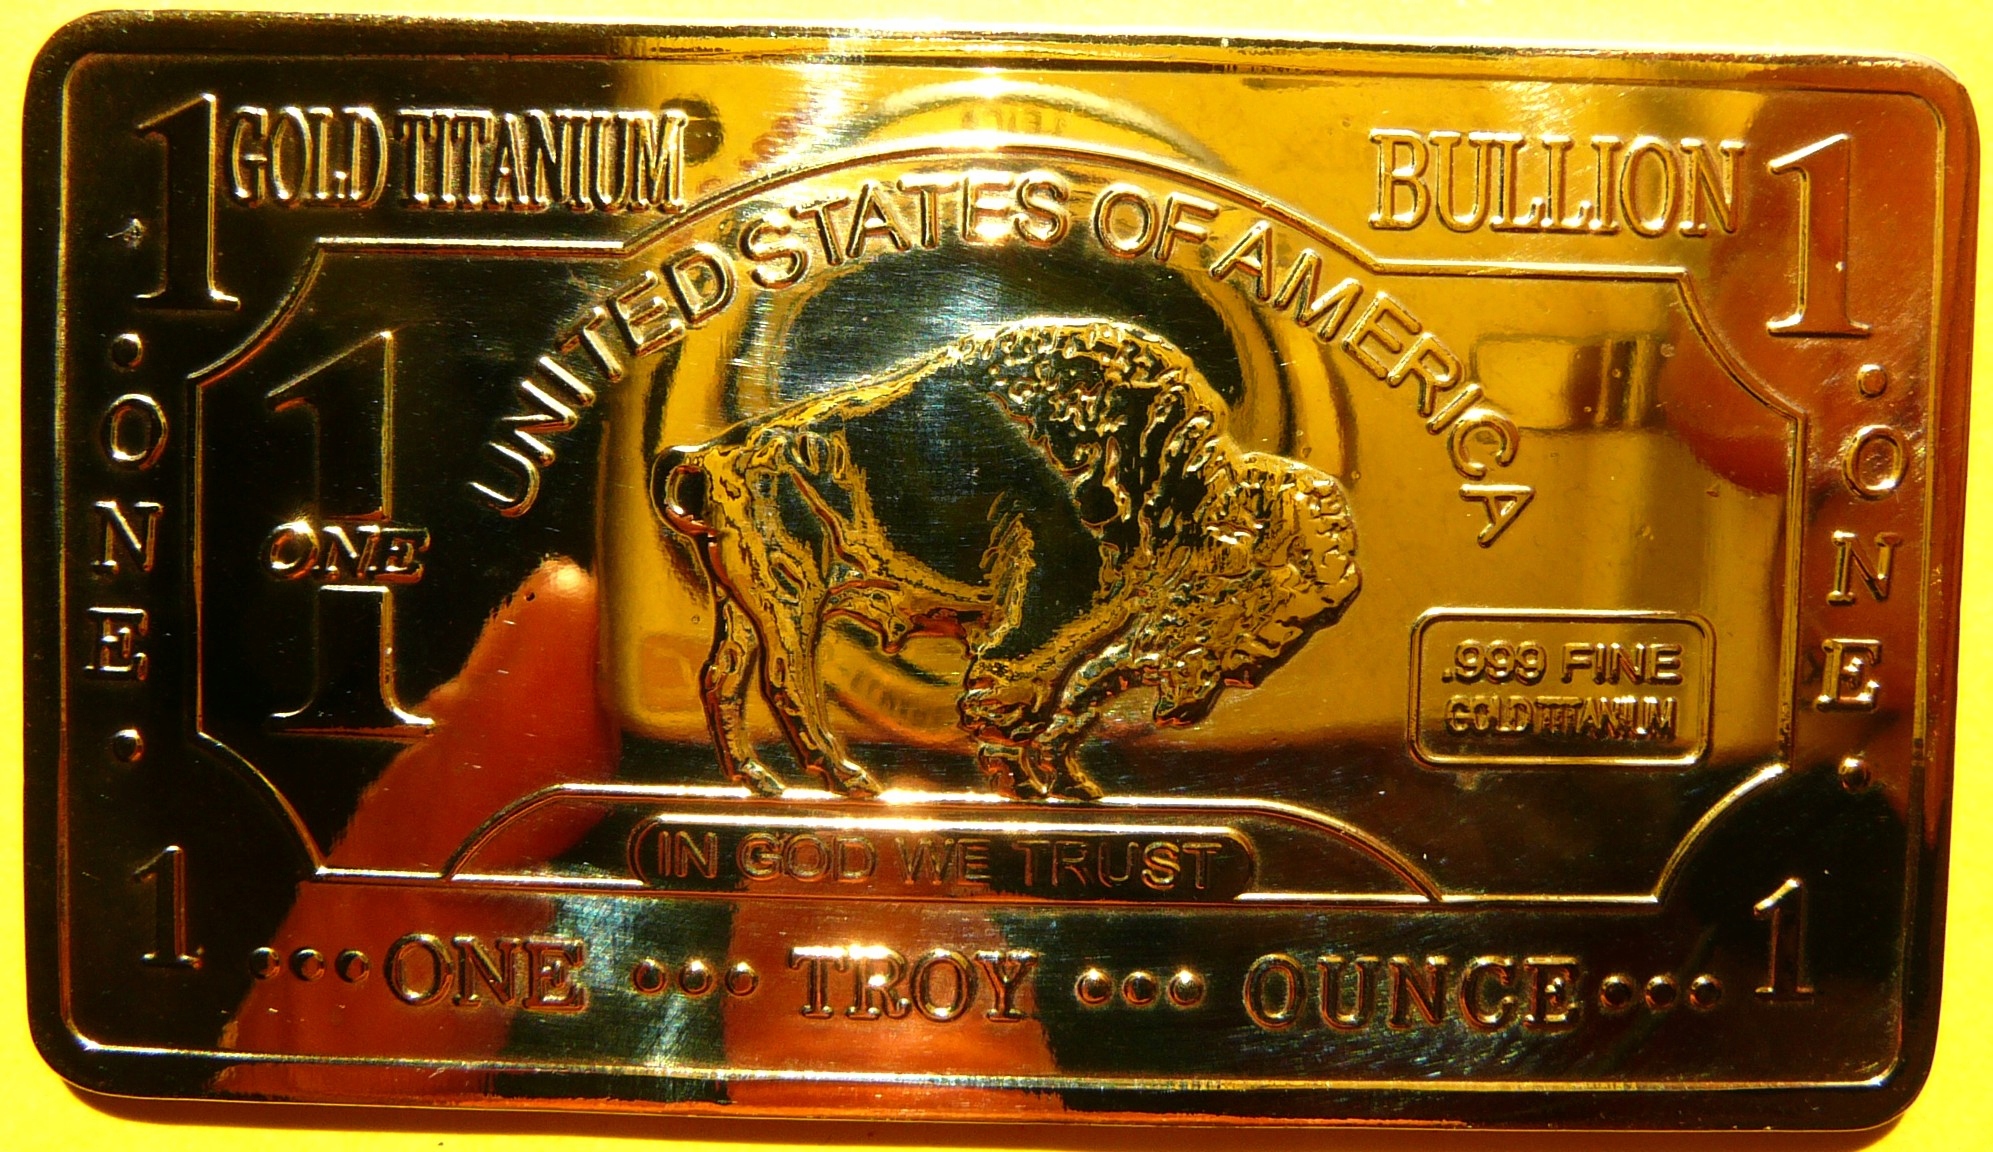 1 GOLD TITANIUM BULLION 1
UNITED STATES OF AMERICA
ONE
1
ONE
ONE
.999 FINE
GOLD TITANIUM
IN GOD WE TRUST
1 ONE TROY OUNCE 1